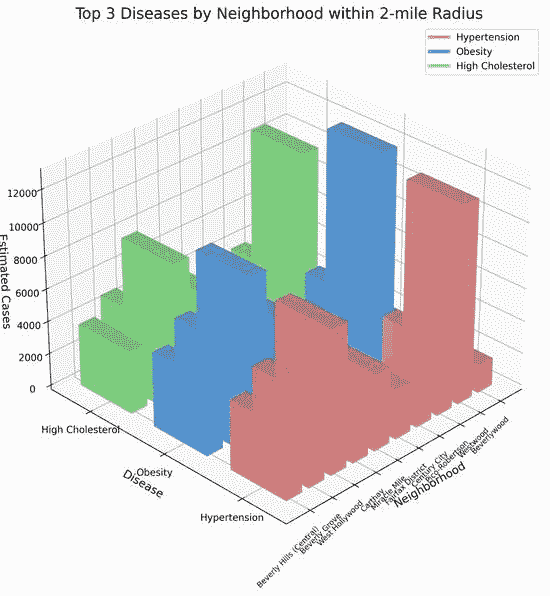 Top 3 Diseases by Neighborhood within 2-mile Radius
Hypertension
Obesity
High Cholesterol
12000
10000
8000
6000
4000
2000
0
Estimated Cases
High Cholesterol
Obesity
Hypertension
Disease
Beverly Hills (Central)
Beverly Grove
West Hollywood
Carthay
Miracle Mile
Fairfax District
Century City
Pico-Robertson
Westwood
Beverlywood
Neighborhood